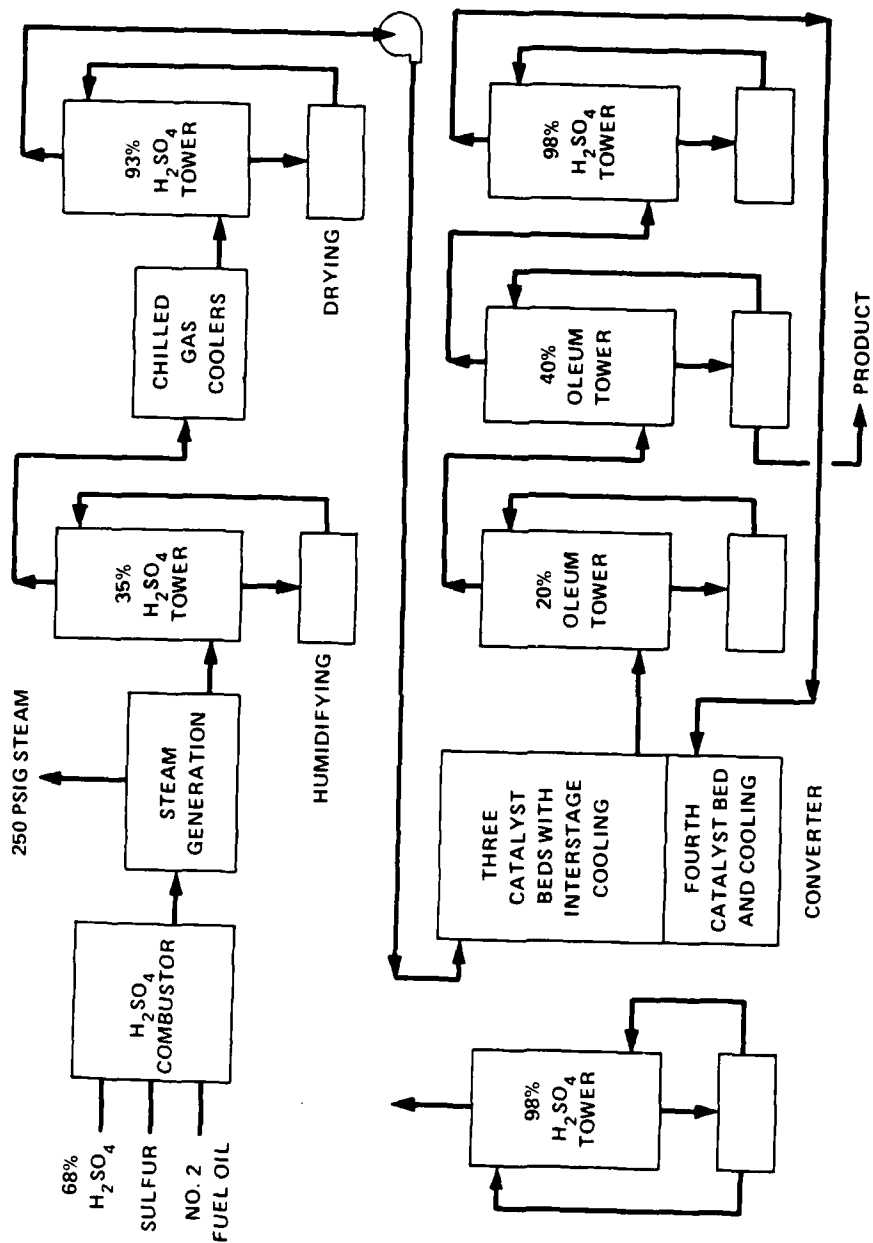 68%
H2SO4
SULFUR
NO. 2
FUEL OIL
H2SO4
COMBUSTOR
250 PSIG STEAM
STEAM
GENERATION
35%
H2SO4
TOWER
HUMIDIFYING
CHILLED
GAS
COOLERS
93%
H2SO4
TOWER
DRYING
98%
H2SO4
TOWER
THREE
CATALYST
BEDS WITH
INTERSTAGE
COOLING
FOURTH
CATALYST BED
AND COOLING
CONVERTER
20%
OLEUM
TOWER
40%
OLEUM
TOWER
PRODUCT
98%
H2SO4
TOWER